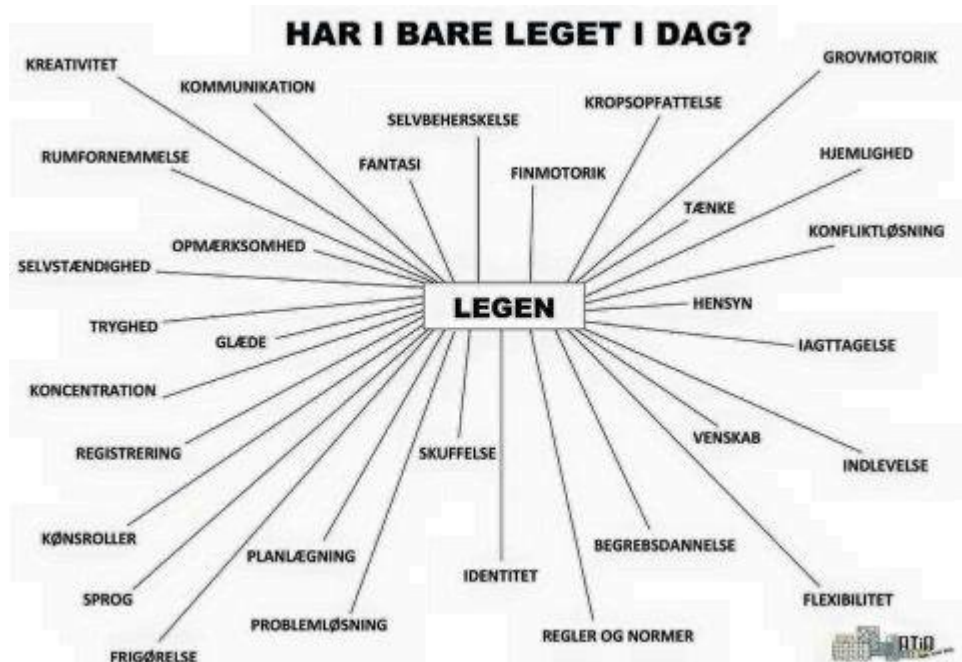 HAR I BARE LEGET I DAG?
KREATIVITET
KOMMUNIKATION
GROVMOTORIK
KROPSOPFATTELSE
SELVBEHERSKELSE
RUMFORNEMMELSE
FANTASI
FINMOTORIK
HJEMLIGHED
TÆNKE
KONFLIKTLØSNING
OPMÆRKSOMHED
SELVSTÆNDIGHED
LEGEN
HENSYN
TRYGHED
GLÆDE
IAGTTAGELSE
KONCENTRATION
VENSKAB
REGISTRERING
SKUFFELSE
INDLEVELSE
KØNSROLLER
PLANLÆGNING
BEGREBSDANNELSE
IDENTITET
SPROG
FLEXIBILITET
PROBLEMLØSNING
REGLER OG NORMER
FRIGØRELSE
ATiA